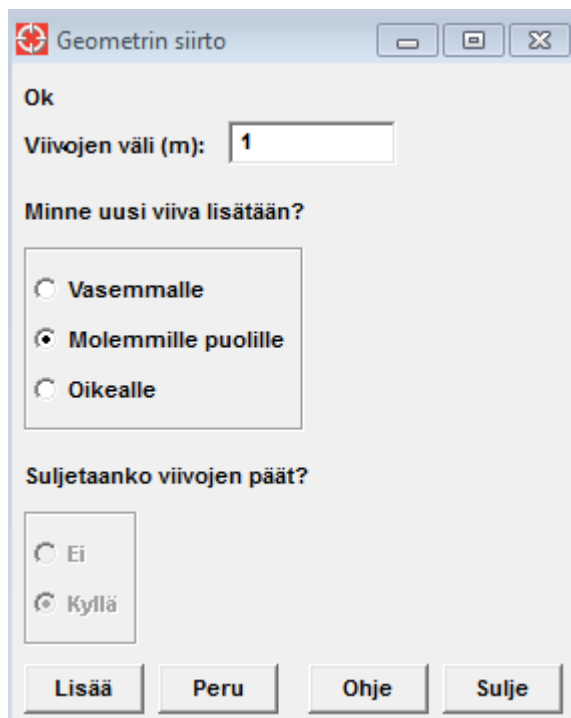 Geometrin siirto
Ok
Viivojen väli (m): 1
Minne uusi viiva lisätään?
Vasemmalle
Molemmille puolille
Oikealle
Suljetaanko viivojen päät?
Ei
Kyllä
Lisää Peru Ohje Sulje